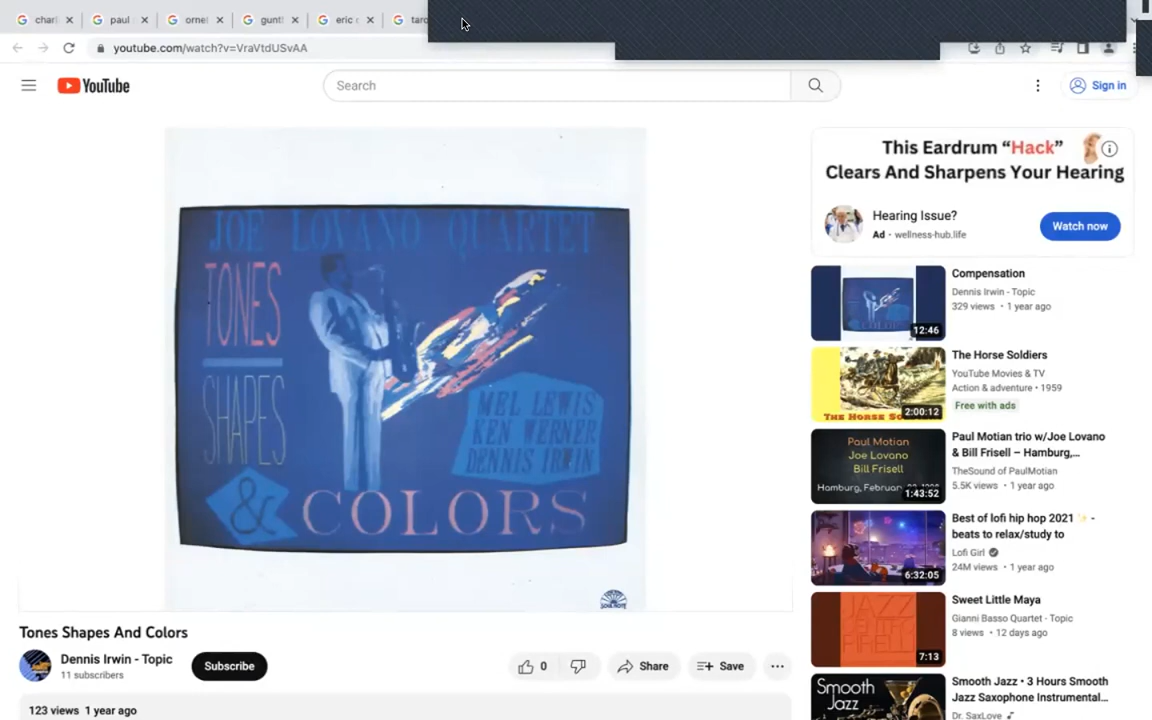 charl
paul
ornet
gunth
eric d
taro
youtube.com/watch?v=VraVtdUSvAA
YouTube
Search
Sign in
JOE LOVANO QUARTET
TONES
SHAPES
& COLORS
MEL LEWIS
KEN WERNER
DENNIS IRWIN
SOUL NOTE
Tones Shapes And Colors
Dennis Irwin - Topic
11 subscribers
Subscribe
0
Share
Save
123 views 1 year ago
This Eardrum “Hack”
Clears And Sharpens Your Hearing
Hearing Issue?
Ad · wellness-hub.life
Watch now
Compensation
Dennis Irwin - Topic
329 views · 1 year ago
12:46
The Horse Soldiers
YouTube Movies & TV
Action & adventure · 1959
Free with ads
2:00:12
Paul Motian trio w/Joe Lovano
& Bill Frisell – Hamburg,...
TheSound of PaulMotian
5.5K views · 1 year ago
Paul Motian
Joe Lovano
Bill Frisell
1:43:52
Best of lofi hip hop 2021 ✨ -
beats to relax/study to
Lofi Girl
24M views · 1 year ago
6:32:05
Sweet Little Maya
Gianni Basso Quartet - Topic
8 views · 12 days ago
7:13
Smooth Jazz • 3 Hours Smooth
Jazz Saxophone Instrumental...
Dr. SaxLove
Smooth
Jazz